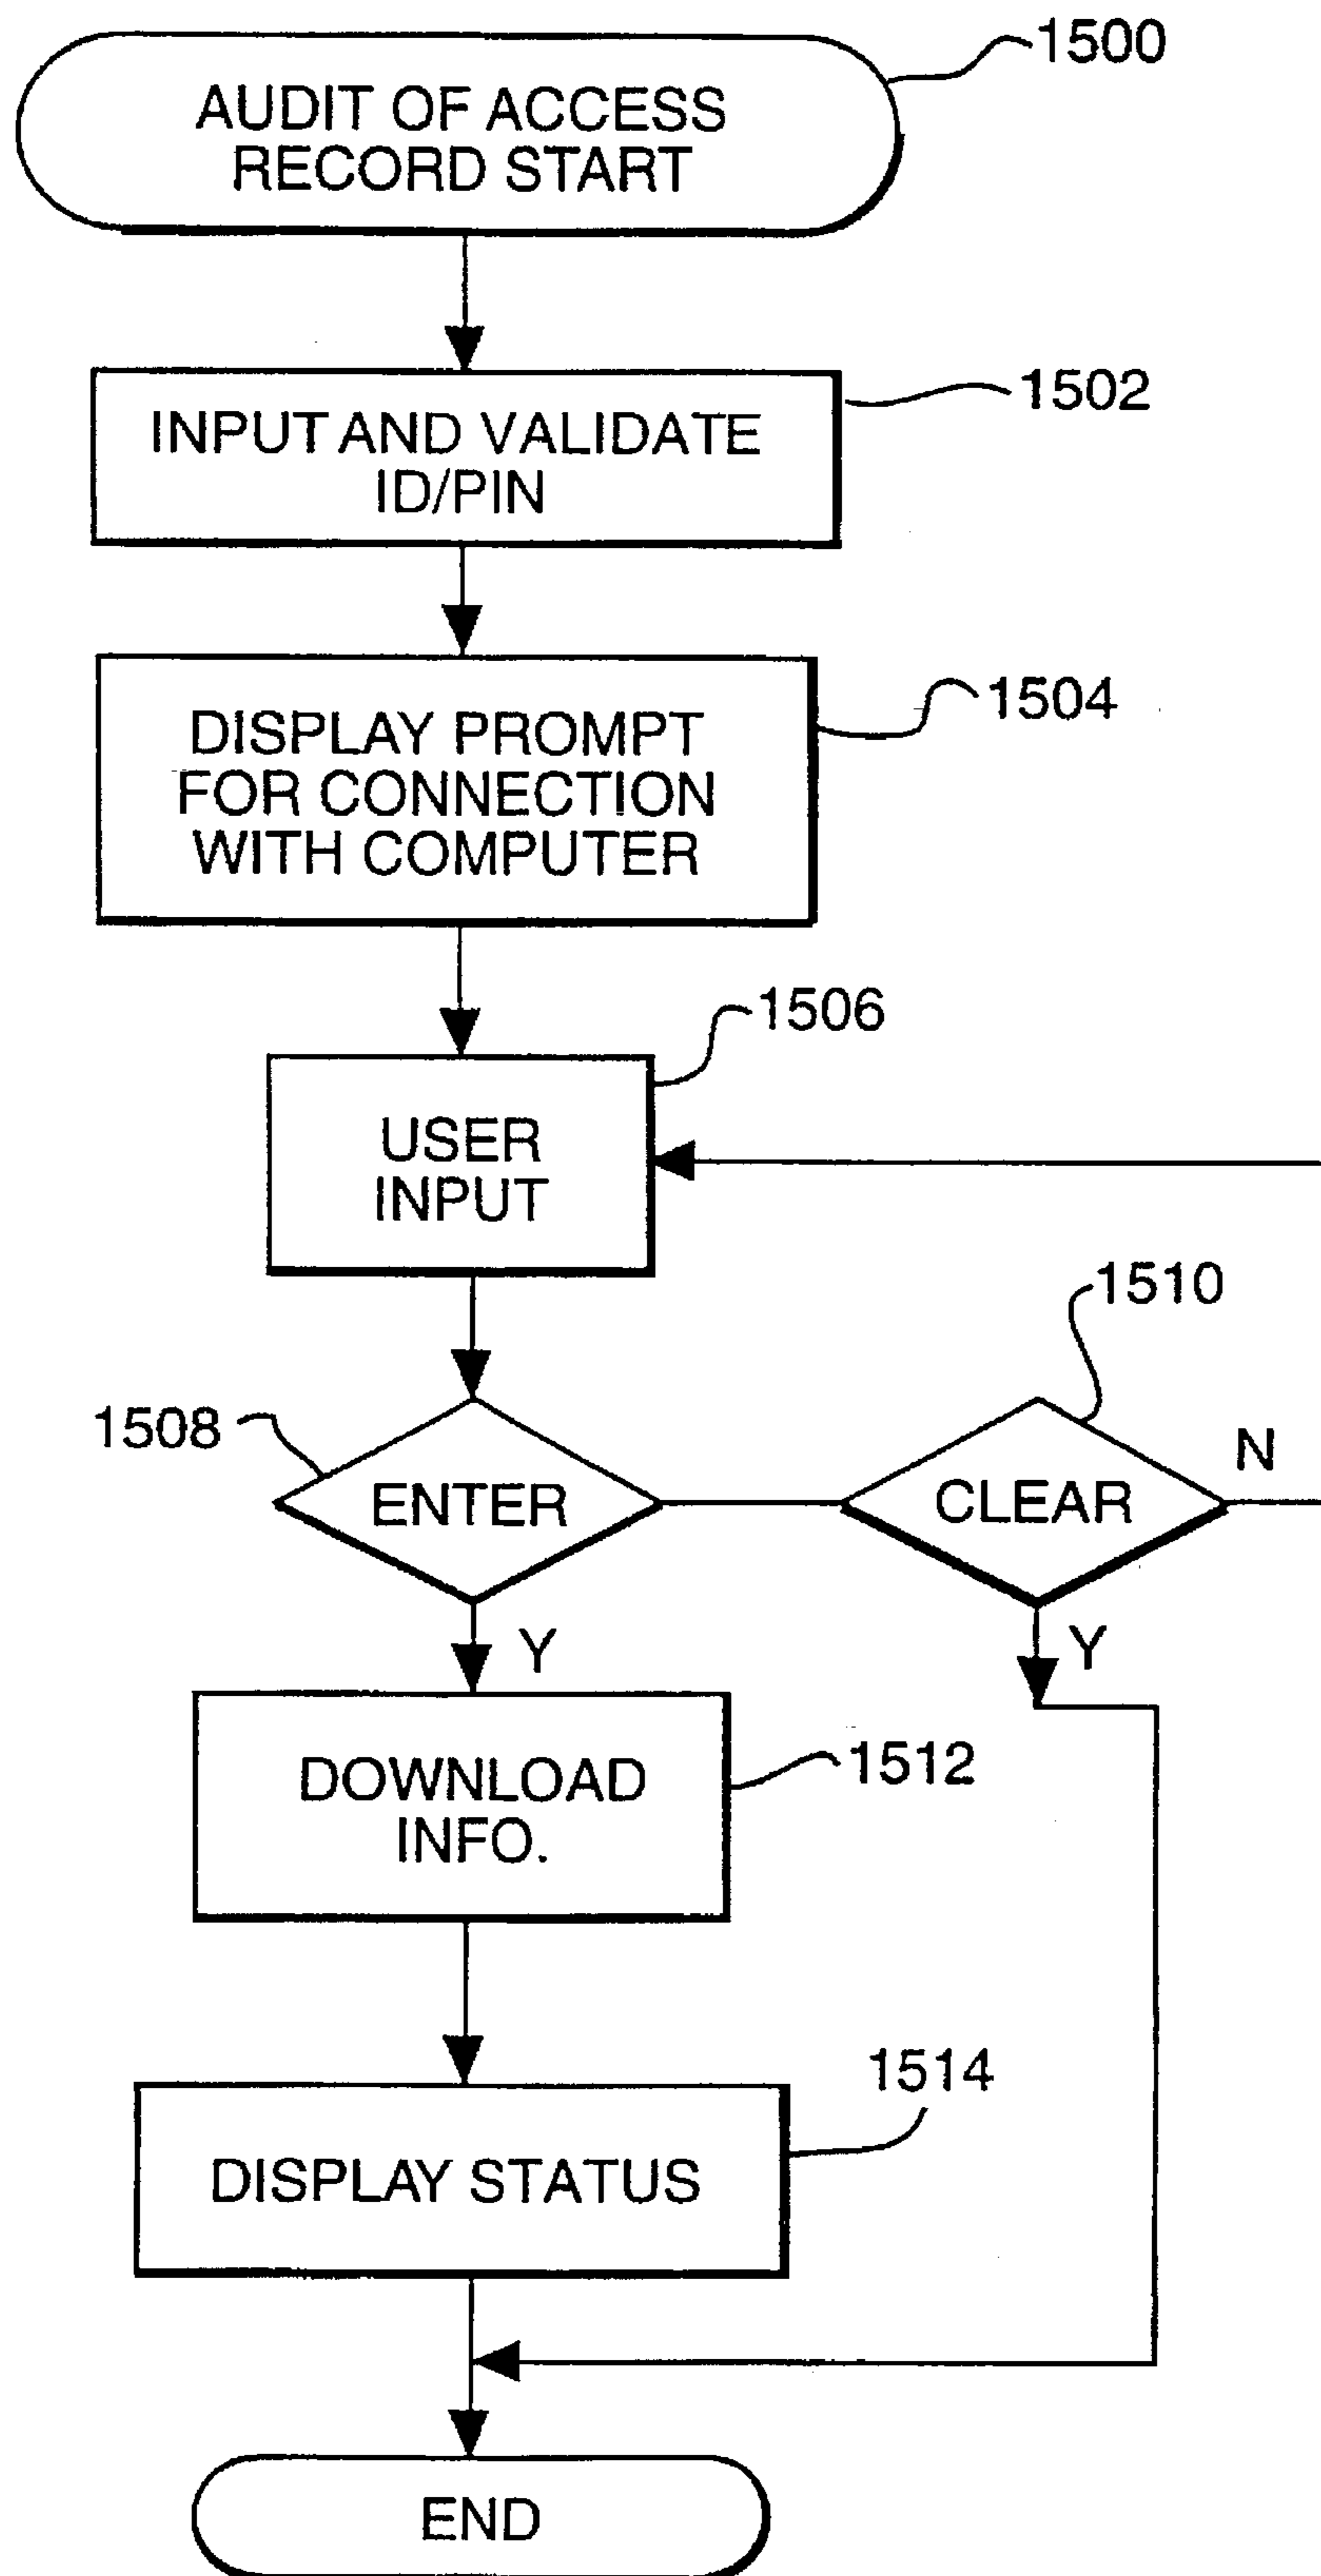 1500
AUDIT OF ACCESS
RECORD START
1502
INPUT AND VALIDATE
ID/PIN
1504
DISPLAY PROMPT
FOR CONNECTION
WITH COMPUTER
1506
USER
INPUT
1510
1508
ENTER
CLEAR
N
Y
Y
1512
DOWNLOAD
INFO.
1514
DISPLAY STATUS
END